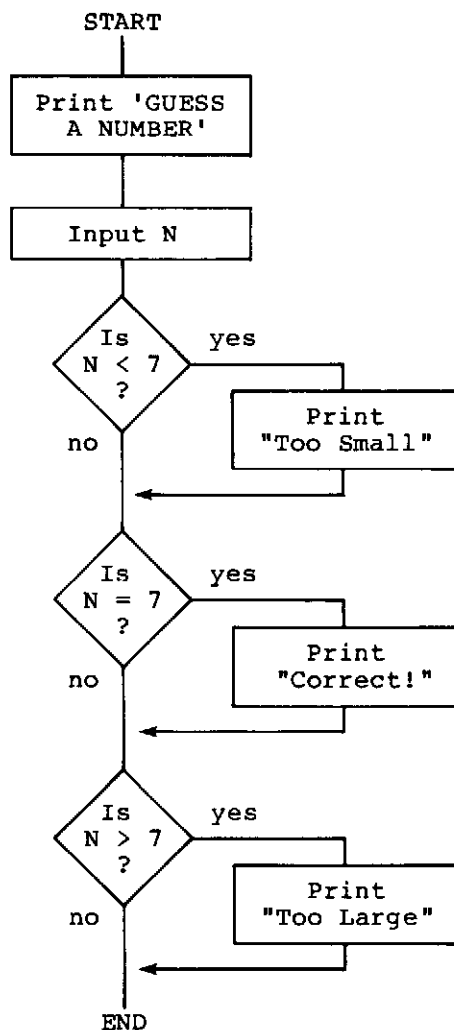 START
Print 'GUESS
A NUMBER'
Input N
Is
N < 7
?
yes
Print
"Too Small"
no
Is
N = 7
?
yes
Print
"Correct!"
no
Is
N > 7
?
yes
Print
"Too Large"
no
END